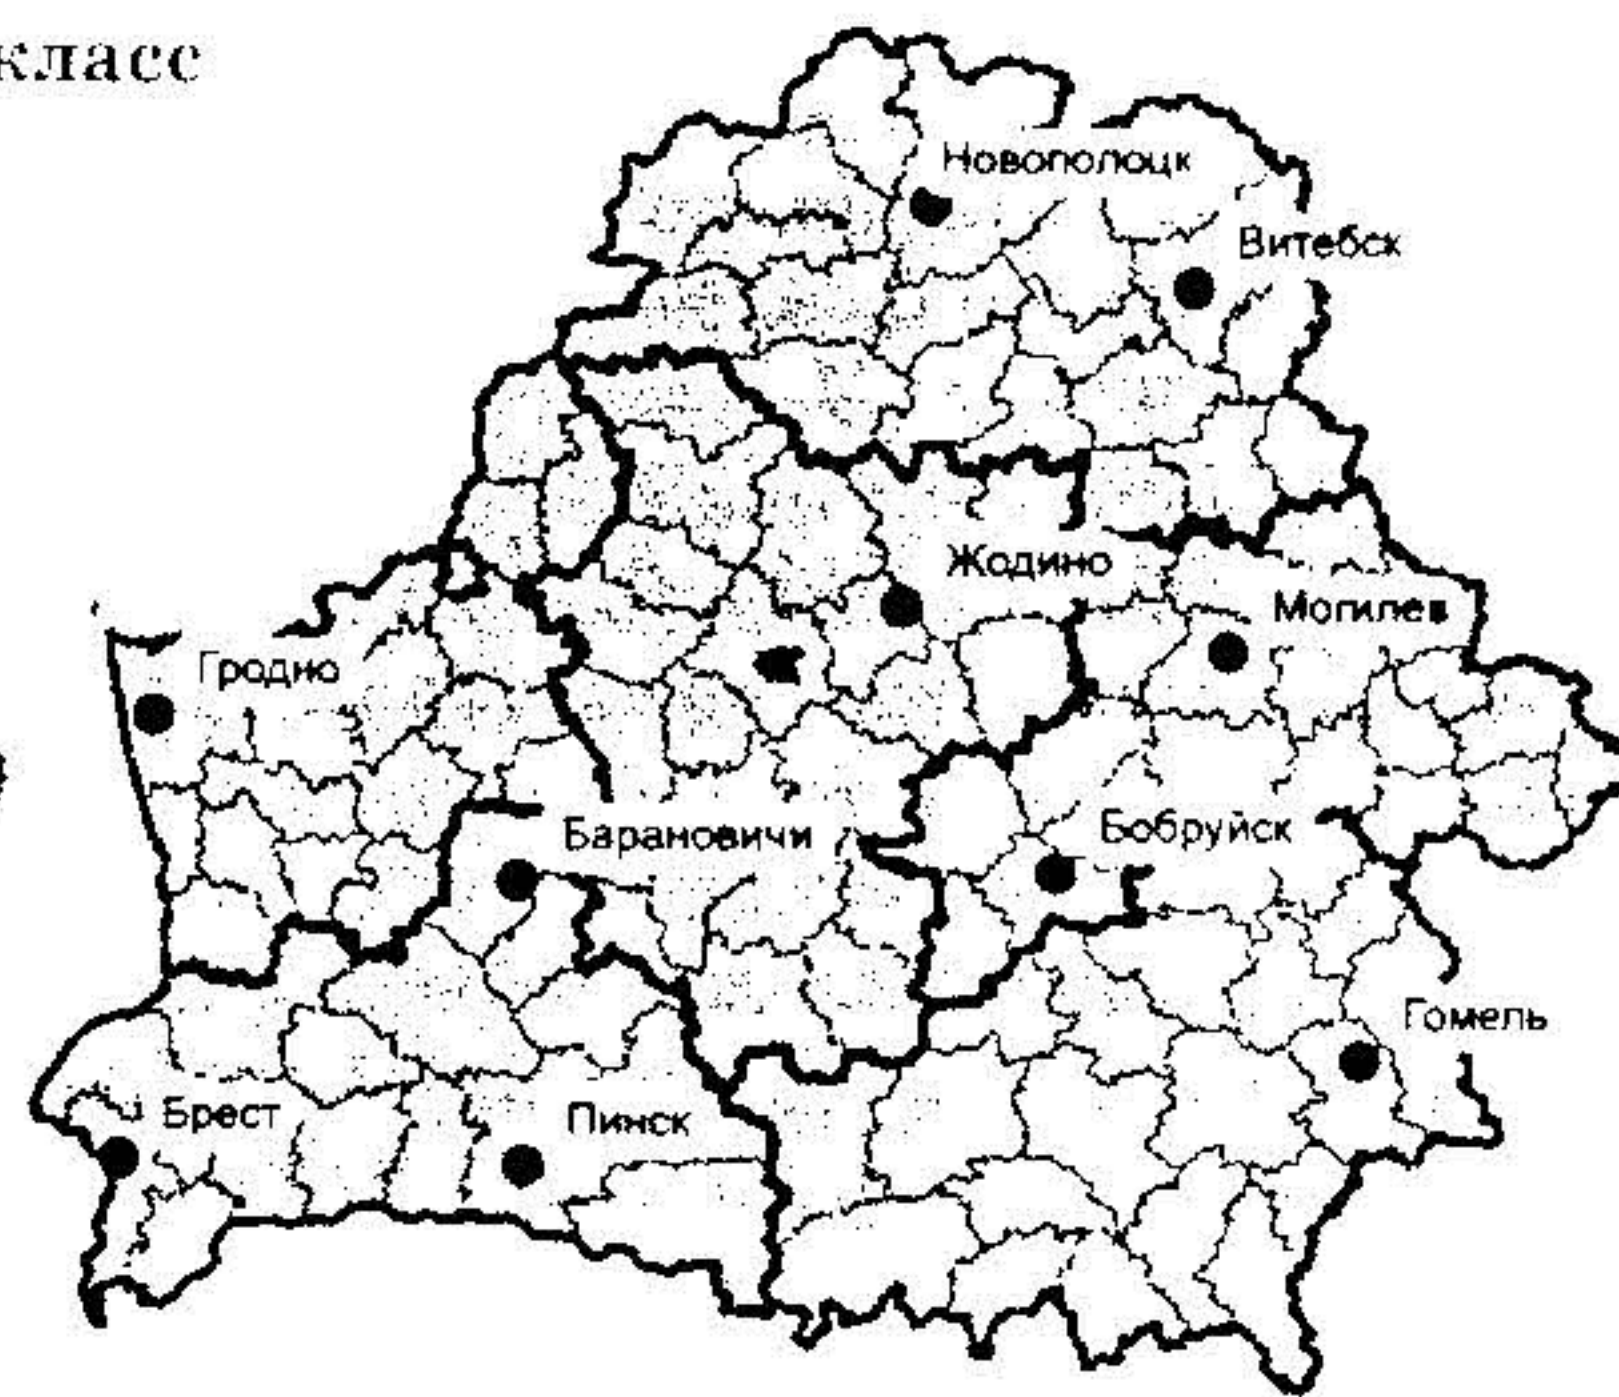 класс
Новополоцк
Витебск
Жодино
Могилев
Гродно
Барановичи
Бобруйск
Гомель
Брест
Пинск